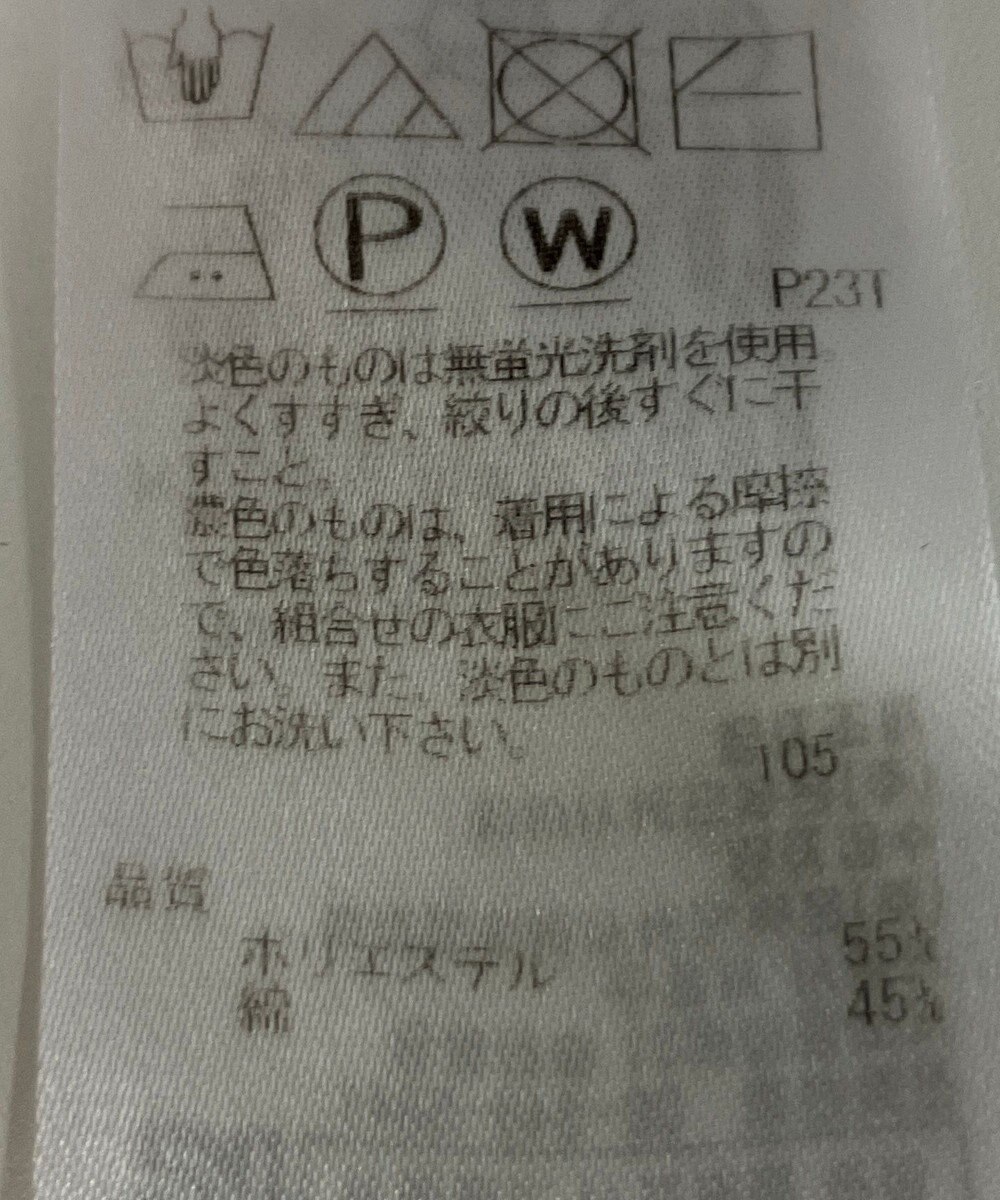 P W
P23T
淡色のものは無蛍光洗剤を使用
よくすすぎ、絞りの後すぐに干
すこと。
濃色のものは、着用による摩擦
で色落ちすることがありますの
で、組合せの衣服にご注意くだ
さい。また、淡色のものとは別
にお洗い下さい。
105
品質
ポリエステル 55%
綿 45%